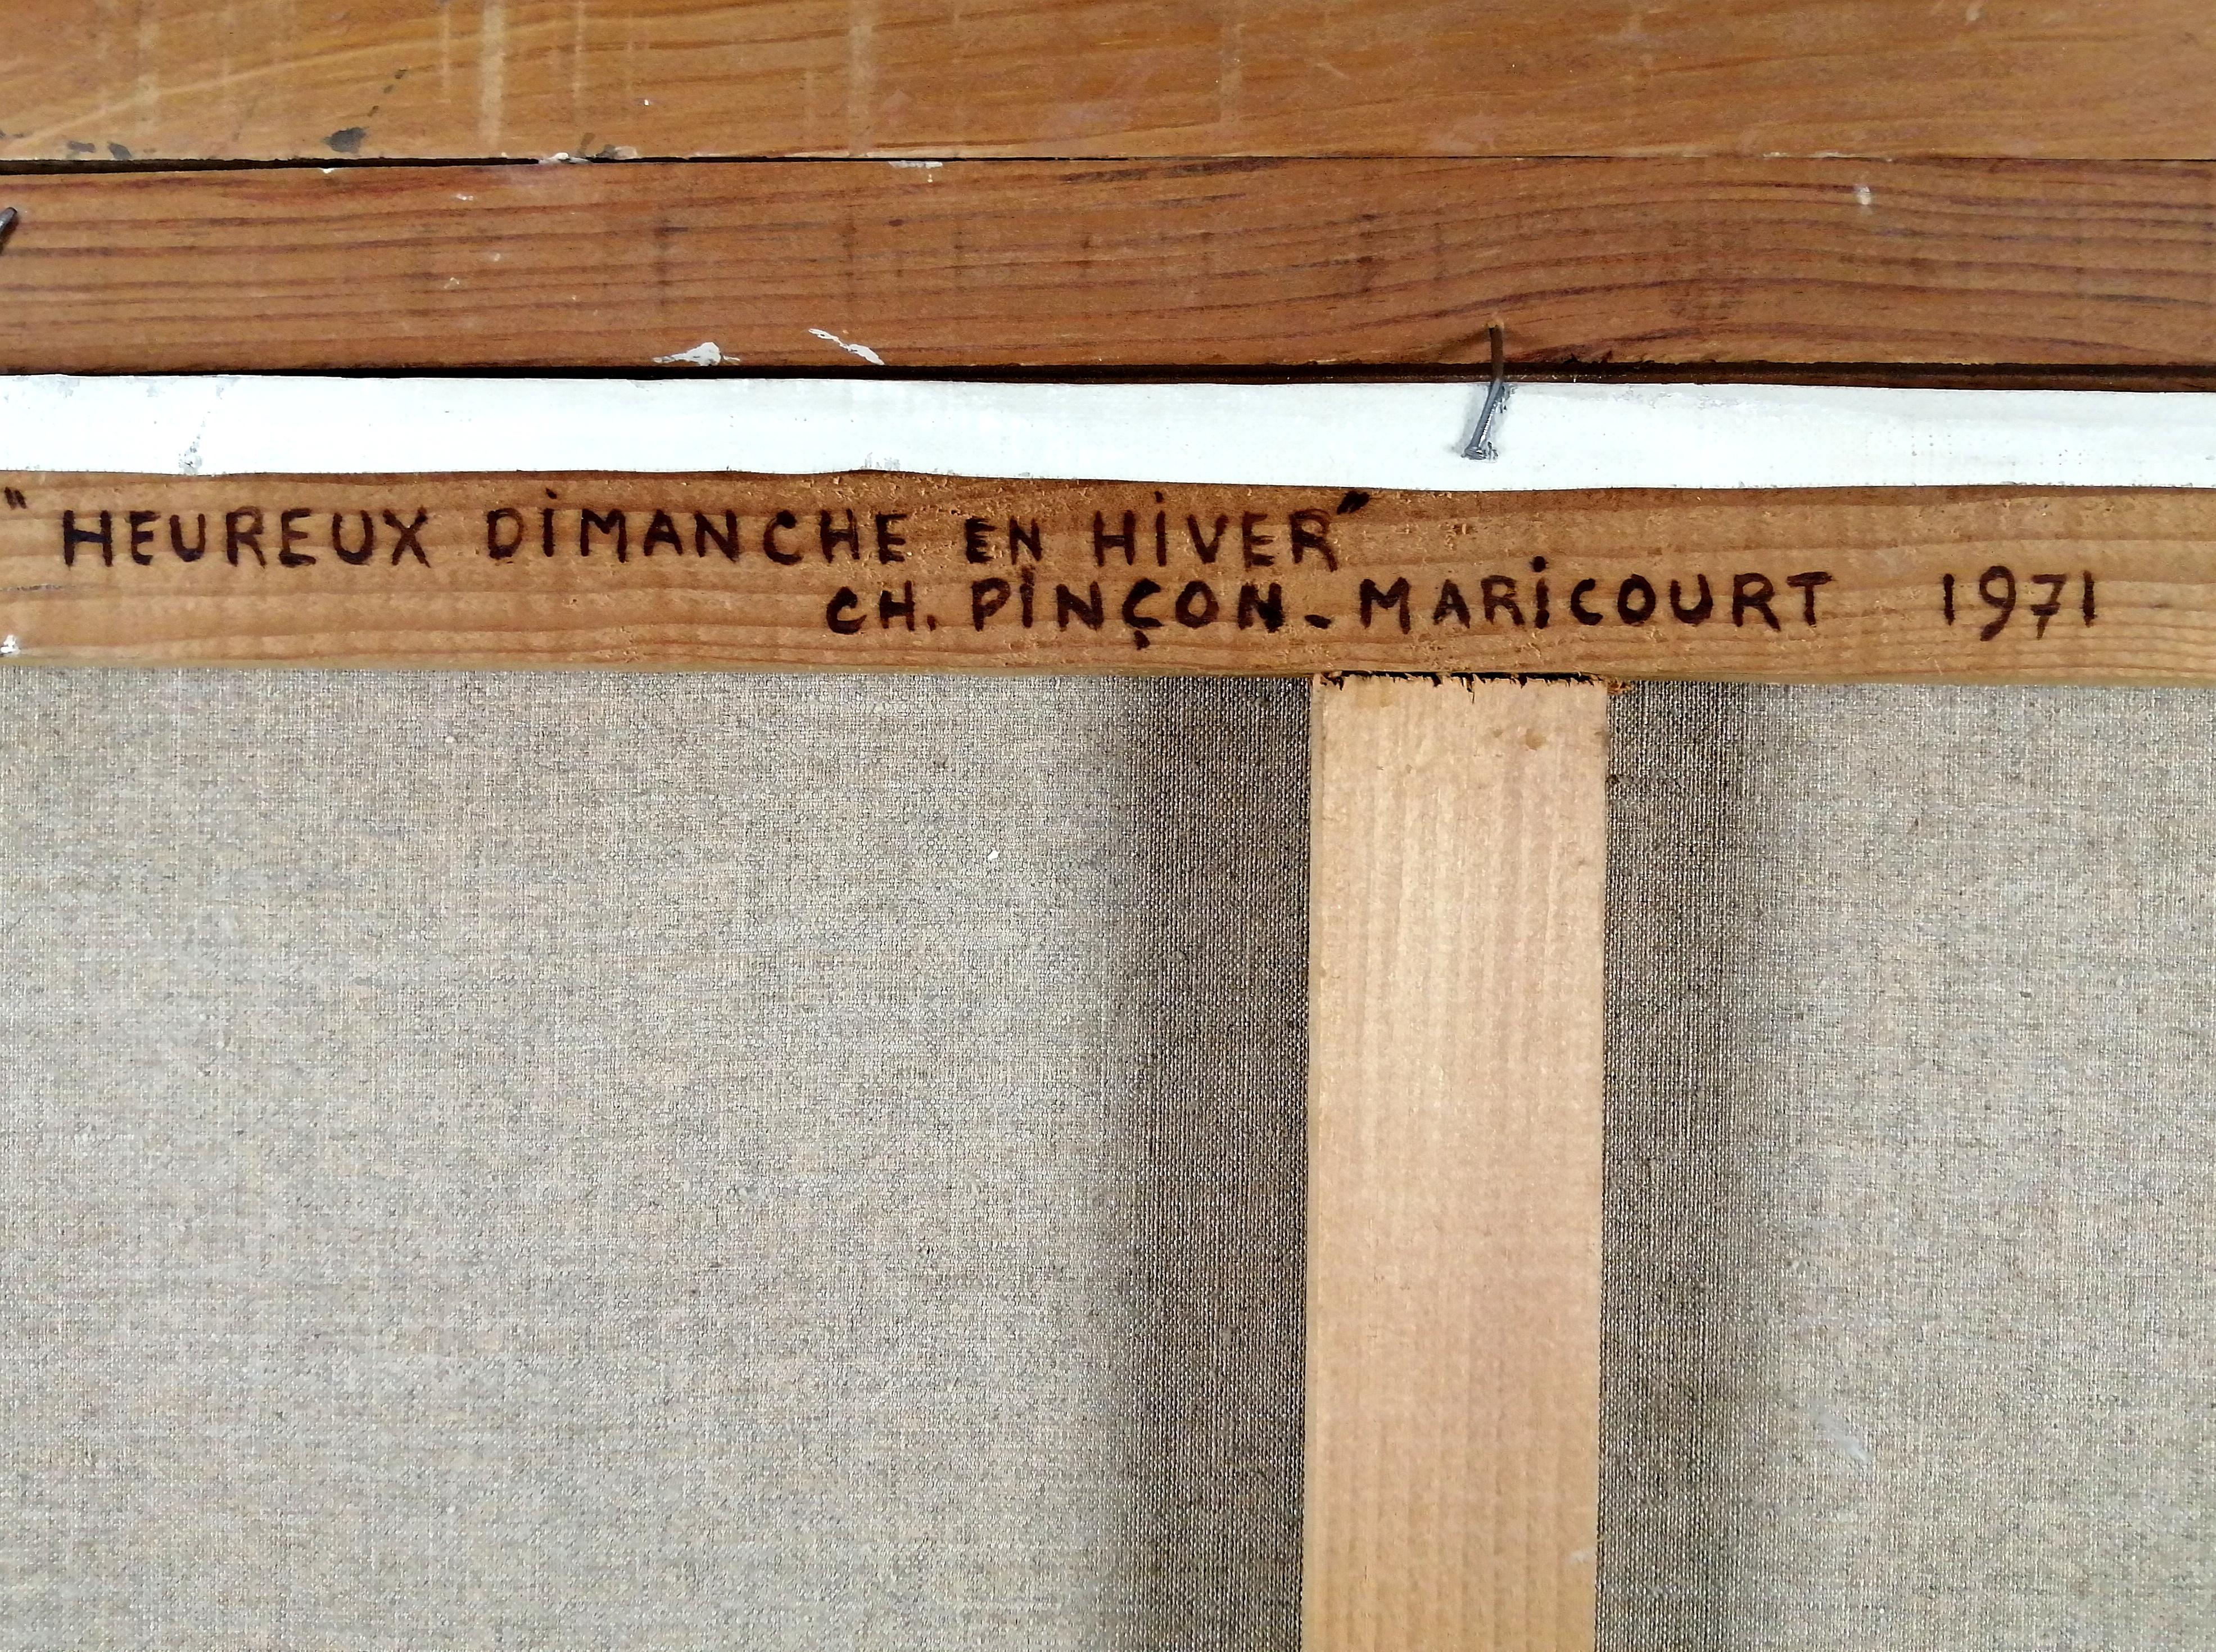 "HEUREUX DIMANCHE EN HIVER"
CH. PINÇON-MARICOURT 1971